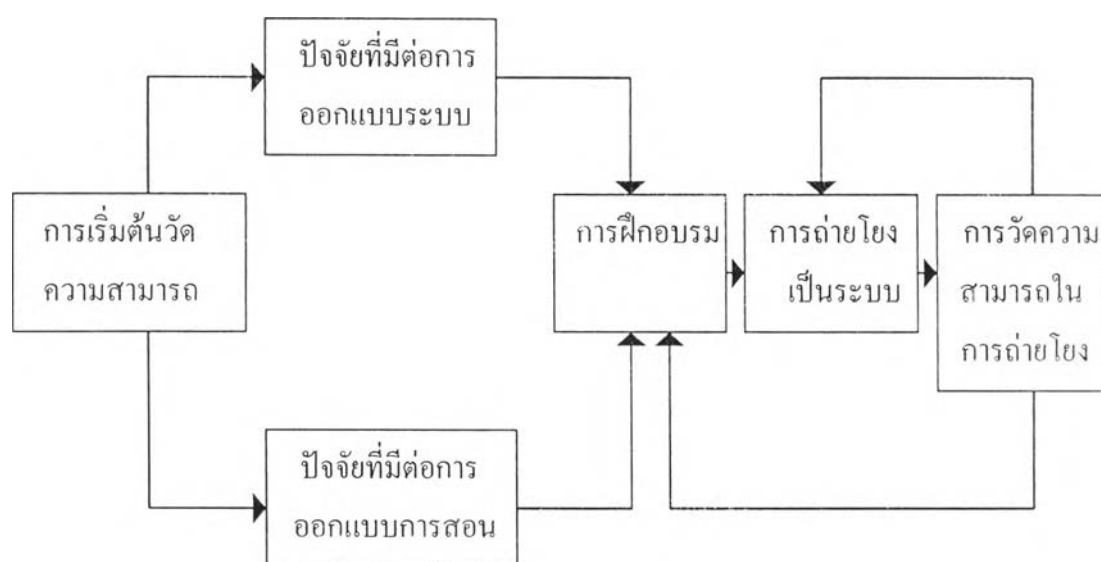 ปัจจัยที่มีต่อการ
ออกแบบระบบ
การเริ่มต้นวัด
ความสามารถ
การฝึกอบรม
การถ่ายโยง
เป็นระบบ
การวัดความ
สามารถใน
การถ่ายโยง
ปัจจัยที่มีต่อการ
ออกแบบการสอน